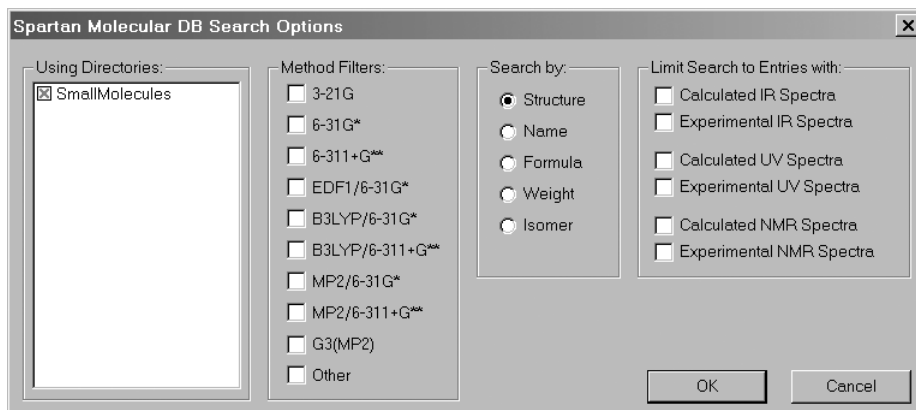 Spartan Molecular DB Search Options
Using Directories:
SmallMolecules
Method Filters:
3-21G
6-31G*
6-311+G**
EDF1/6-31G*
B3LYP/6-31G*
B3LYP/6-311+G**
MP2/6-31G*
MP2/6-311+G**
G3(MP2)
Other
Search by:
Structure
Name
Formula
Weight
Isomer
Limit Search to Entries with:
Calculated IR Spectra
Experimental IR Spectra
Calculated UV Spectra
Experimental UV Spectra
Calculated NMR Spectra
Experimental NMR Spectra
OK
Cancel